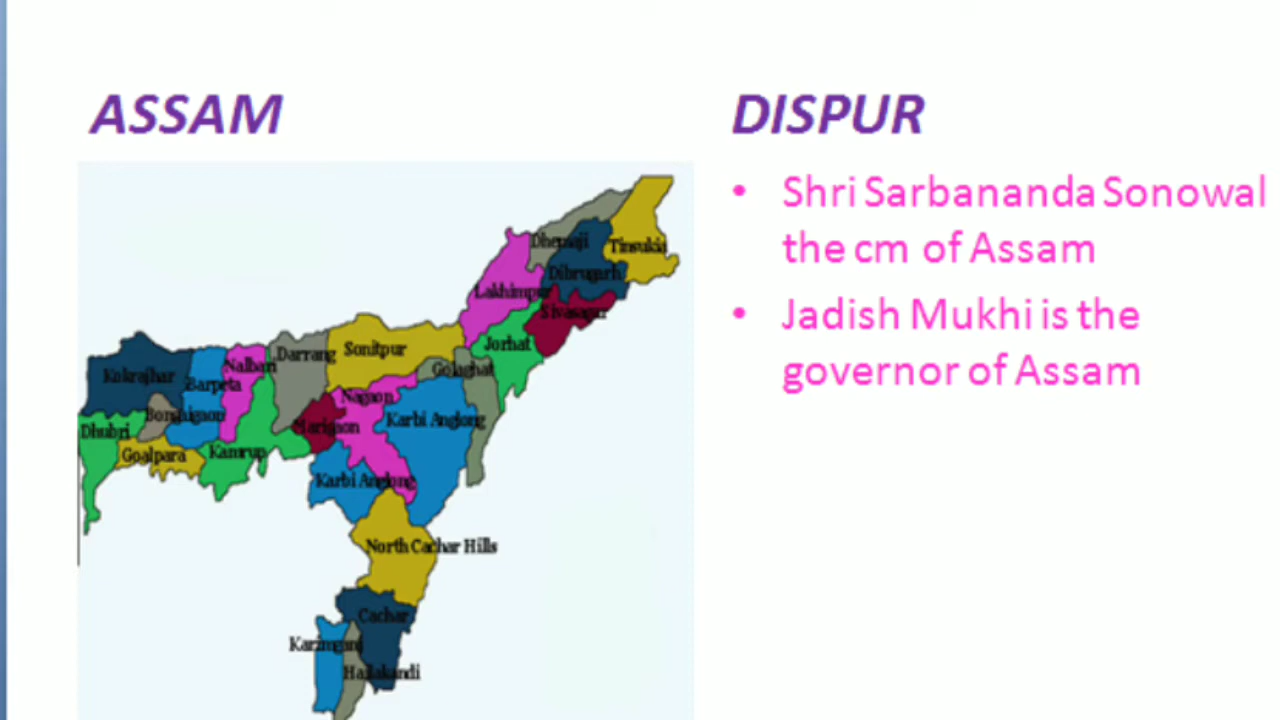 ASSAM
DISPUR
Shri Sarbananda Sonowal
the cm of Assam
Jadish Mukhi is the
governor of Assam
Dhemaji
Tinsukia
Dibrugarh
Lakhimpur
Sivasagar
Jorhat
Darrang
Sonitpur
Golaghat
Nalbari
Kokrajhar
Barpeta
Nagaon
Karbi Anglong
Marigaon
Dhubri
Kamrup
Goalpara
Karbi Anglong
North Cachar Hills
Cachar
Karimganj
Hailakandi